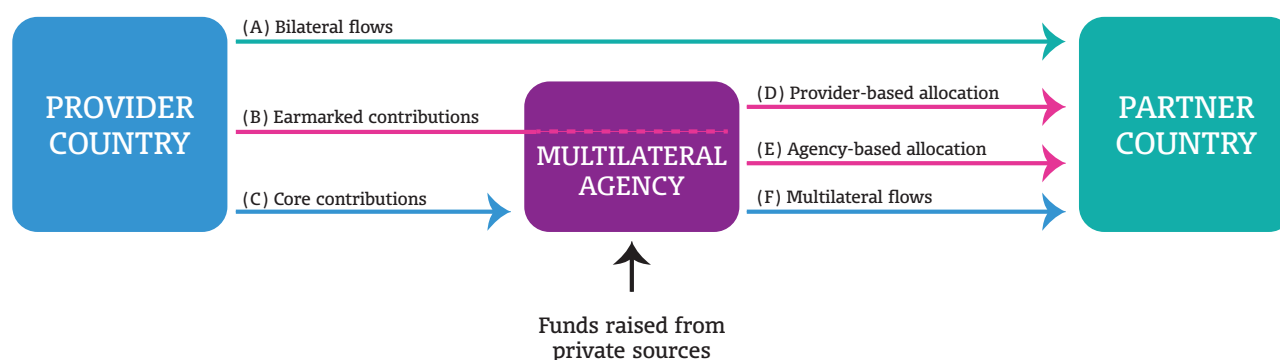 (A) Bilateral flows
PROVIDER
COUNTRY
(B) Earmarked contributions
(C) Core contributions
MULTILATERAL
AGENCY
(D) Provider-based allocation
(E) Agency-based allocation
(F) Multilateral flows
PARTNER
COUNTRY
Funds raised from
private sources